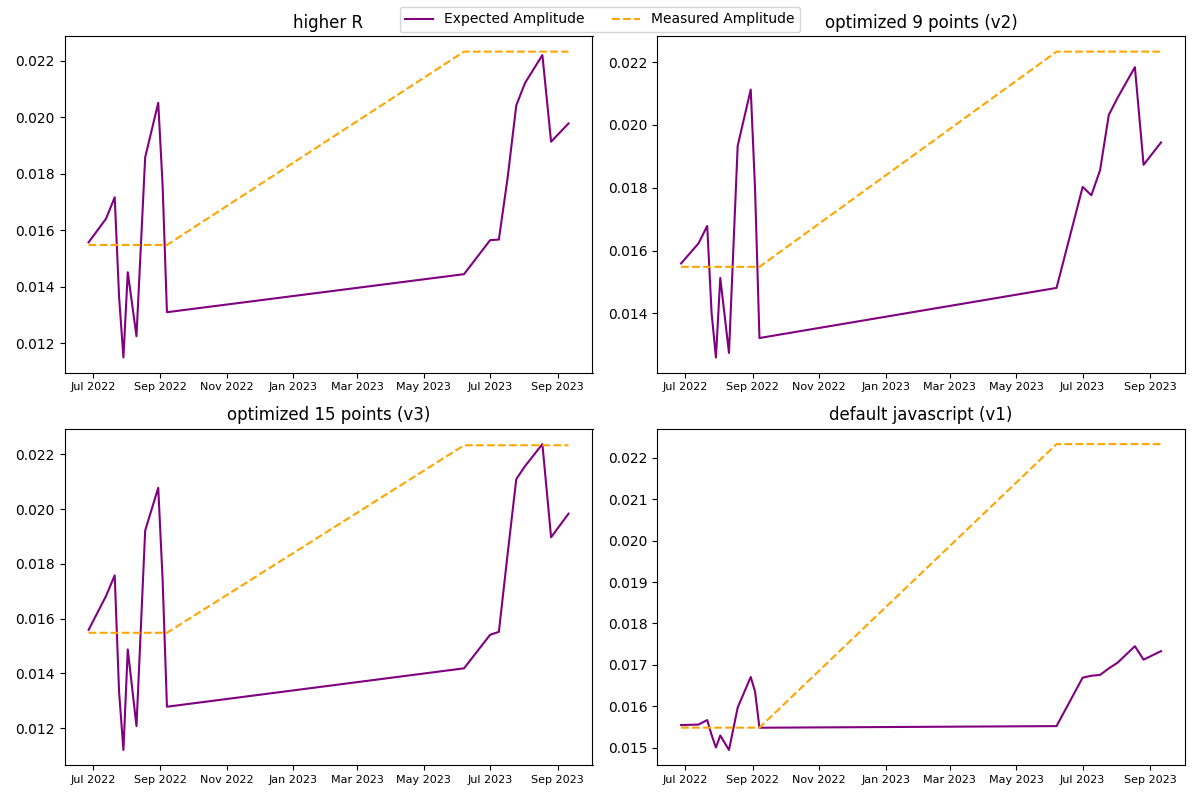 Expected Amplitude Measured Amplitude
higher R
0.022
0.020
0.018
0.016
0.014
0.012
Jul 2022 Sep 2022 Nov 2022 Jan 2023 Mar 2023 May 2023 Jul 2023 Sep 2023
optimized 9 points (v2)
0.022
0.020
0.018
0.016
0.014
Jul 2022 Sep 2022 Nov 2022 Jan 2023 Mar 2023 May 2023 Jul 2023 Sep 2023
optimized 15 points (v3)
0.022
0.020
0.018
0.016
0.014
0.012
Jul 2022 Sep 2022 Nov 2022 Jan 2023 Mar 2023 May 2023 Jul 2023 Sep 2023
default javascript (v1)
0.022
0.021
0.020
0.019
0.018
0.017
0.016
0.015
Jul 2022 Sep 2022 Nov 2022 Jan 2023 Mar 2023 May 2023 Jul 2023 Sep 2023